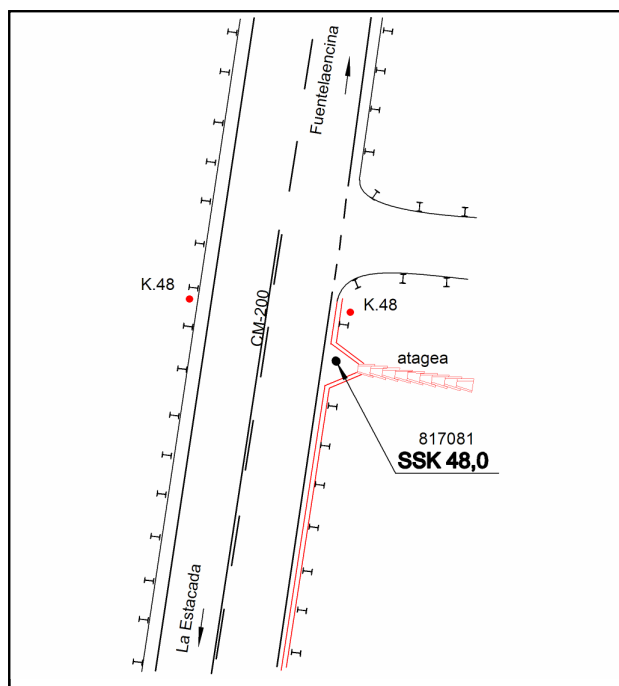 Fuentelaencina
K.48
CM-200
K.48
atagea
817081
SSK 48,0
La Estacada